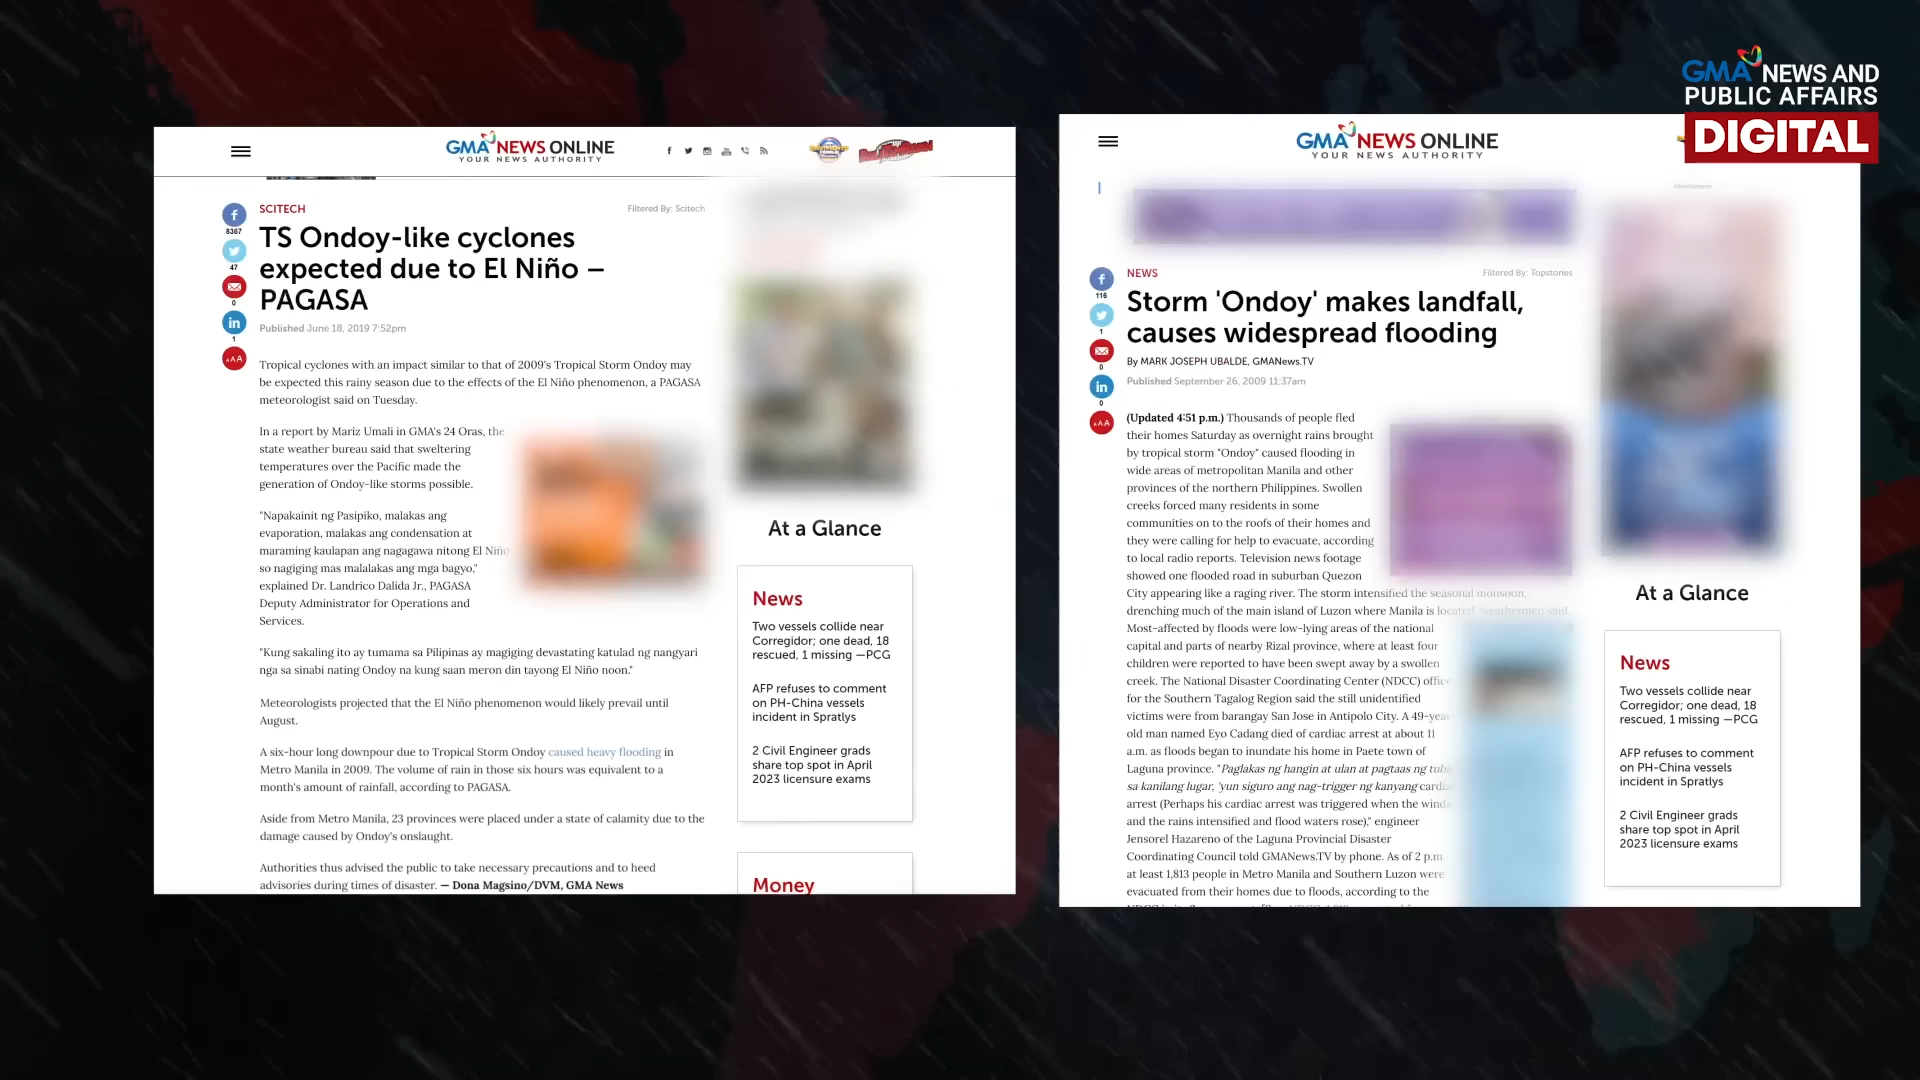 GMA NEWS AND
PUBLIC AFFAIRS
DIGITAL
GMA NEWS ONLINE
YOUR NEWS AUTHORITY
SCITECH
Filtered By: Scitech
8367
47
0
1
AAA
TS Ondoy-like cyclones
expected due to El Niño –
PAGASA
Published June 18, 2019 7:52pm
Tropical cyclones with an impact similar to that of 2009's Tropical Storm Ondoy may
be expected this rainy season due to the effects of the El Niño phenomenon, a PAGASA
meteorologist said on Tuesday.
In a report by Mariz Umali in GMA's 24 Oras, the
state weather bureau said that sweltering
temperatures over the Pacific made the
generation of Ondoy-like storms possible.
"Napakainit ng Pasipiko, malakas ang
evaporation, malakas ang condensation at
maraming kaulapan ang nagagawa nitong El Niño
so nagiging mas malalakas ang mga bagyo,"
explained Dr. Landrico Dalida Jr., PAGASA
Deputy Administrator for Operations and
Services.
"Kung sakaling ito ay tumama sa Pilipinas ay magiging devastating katulad ng nangyari
nga sa sinabi nating Ondoy na kung saan meron din tayong El Niño noon."
Meteorologists projected that the El Niño phenomenon would likely prevail until
August.
A six-hour long downpour due to Tropical Storm Ondoy caused heavy flooding in
Metro Manila in 2009. The volume of rain in those six hours was equivalent to a
month's amount of rainfall, according to PAGASA.
Aside from Metro Manila, 23 provinces were placed under a state of calamity due to the
damage caused by Ondoy's onslaught.
Authorities thus advised the public to take necessary precautions and to heed
advisories during times of disaster. — Dona Magsino/DVM, GMA News
At a Glance
News
Two vessels collide near
Corregidor; one dead, 18
rescued, 1 missing —PCG
AFP refuses to comment
on PH-China vessels
incident in Spratlys
2 Civil Engineer grads
share top spot in April
2023 licensure exams
Money
GMA NEWS ONLINE
YOUR NEWS AUTHORITY
Advertisement
NEWS
Filtered By: Topstories
116
1
0
0
AAA
Storm 'Ondoy' makes landfall,
causes widespread flooding
By MARK JOSEPH UBALDE, GMANews.TV
Published September 26, 2009 11:37am
(Updated 4:51 p.m.) Thousands of people fled
their homes Saturday as overnight rains brought
by tropical storm "Ondoy" caused flooding in
wide areas of metropolitan Manila and other
provinces of the northern Philippines. Swollen
creeks forced many residents in some
communities on to the roofs of their homes and
they were calling for help to evacuate, according
to local radio reports. Television news footage
showed one flooded road in suburban Quezon
City appearing like a raging river. The storm intensified the seasonal monsoon,
drenching much of the main island of Luzon where Manila is located, weathermen said.
Most-affected by floods were low-lying areas of the national
capital and parts of nearby Rizal province, where at least four
children were reported to have been swept away by a swollen
creek. The National Disaster Coordinating Center (NDCC) office
for the Southern Tagalog Region said the still unidentified
victims were from barangay San Jose in Antipolo City. A 49-year-
old man named Eyo Cadang died of cardiac arrest at about 11
a.m. as floods began to inundate his home in Paete town of
Laguna province. "Paglakas ng hangin at ulan at pagtaas ng tubig
sa kanilang lugar, 'yun siguro ang nag-trigger ng kanyang cardiac
arrest (Perhaps his cardiac arrest was triggered when the winds
and the rains intensified and flood waters rose)," engineer
Jensorel Hazareno of the Laguna Provincial Disaster
Coordinating Council told GMANews.TV by phone. As of 2 p.m.
at least 1,813 people in Metro Manila and Southern Luzon were
evacuated from their homes due to floods, according to the
At a Glance
News
Two vessels collide near
Corregidor; one dead, 18
rescued, 1 missing —PCG
AFP refuses to comment
on PH-China vessels
incident in Spratlys
2 Civil Engineer grads
share top spot in April
2023 licensure exams